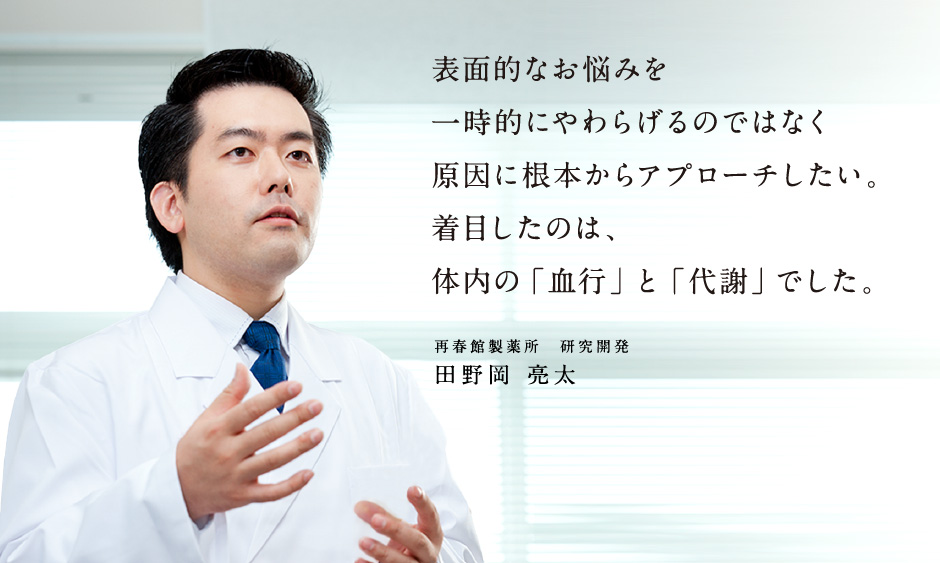 表面的なお悩みを
一時的にやわらげるのではなく
原因に根本からアプローチしたい。
着目したのは、
体内の「血行」と「代謝」でした。
再春館製薬所　研究開発
田野岡 亮太